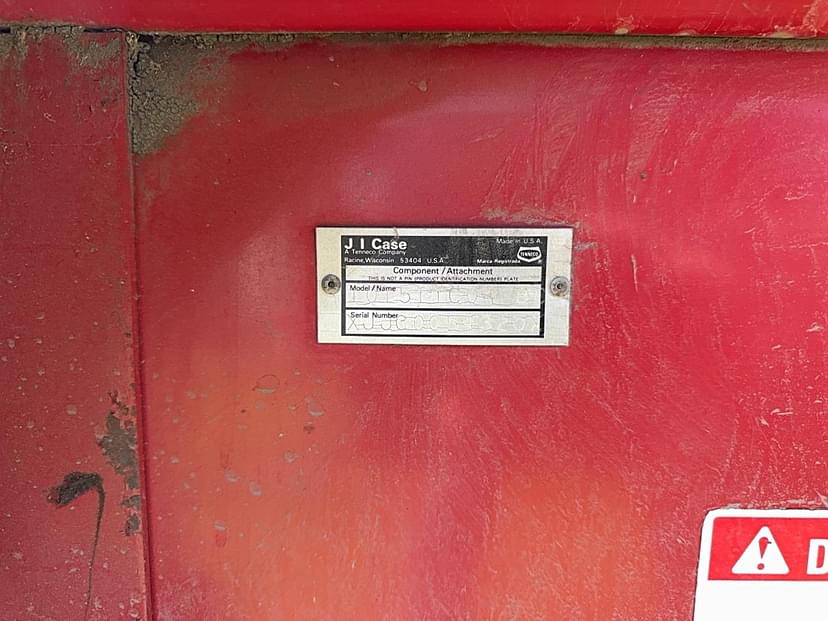 J I Case
A Tenneco Company
Racine, Wisconsin 53404 U.S.A.
Made in U.S.A.
TENNECO
Marca Registrada
Component/Attachment
THIS IS NOT A PIN (PRODUCT IDENTIFICATION NUMBER) PLATE
Model/Name
Serial Number
D